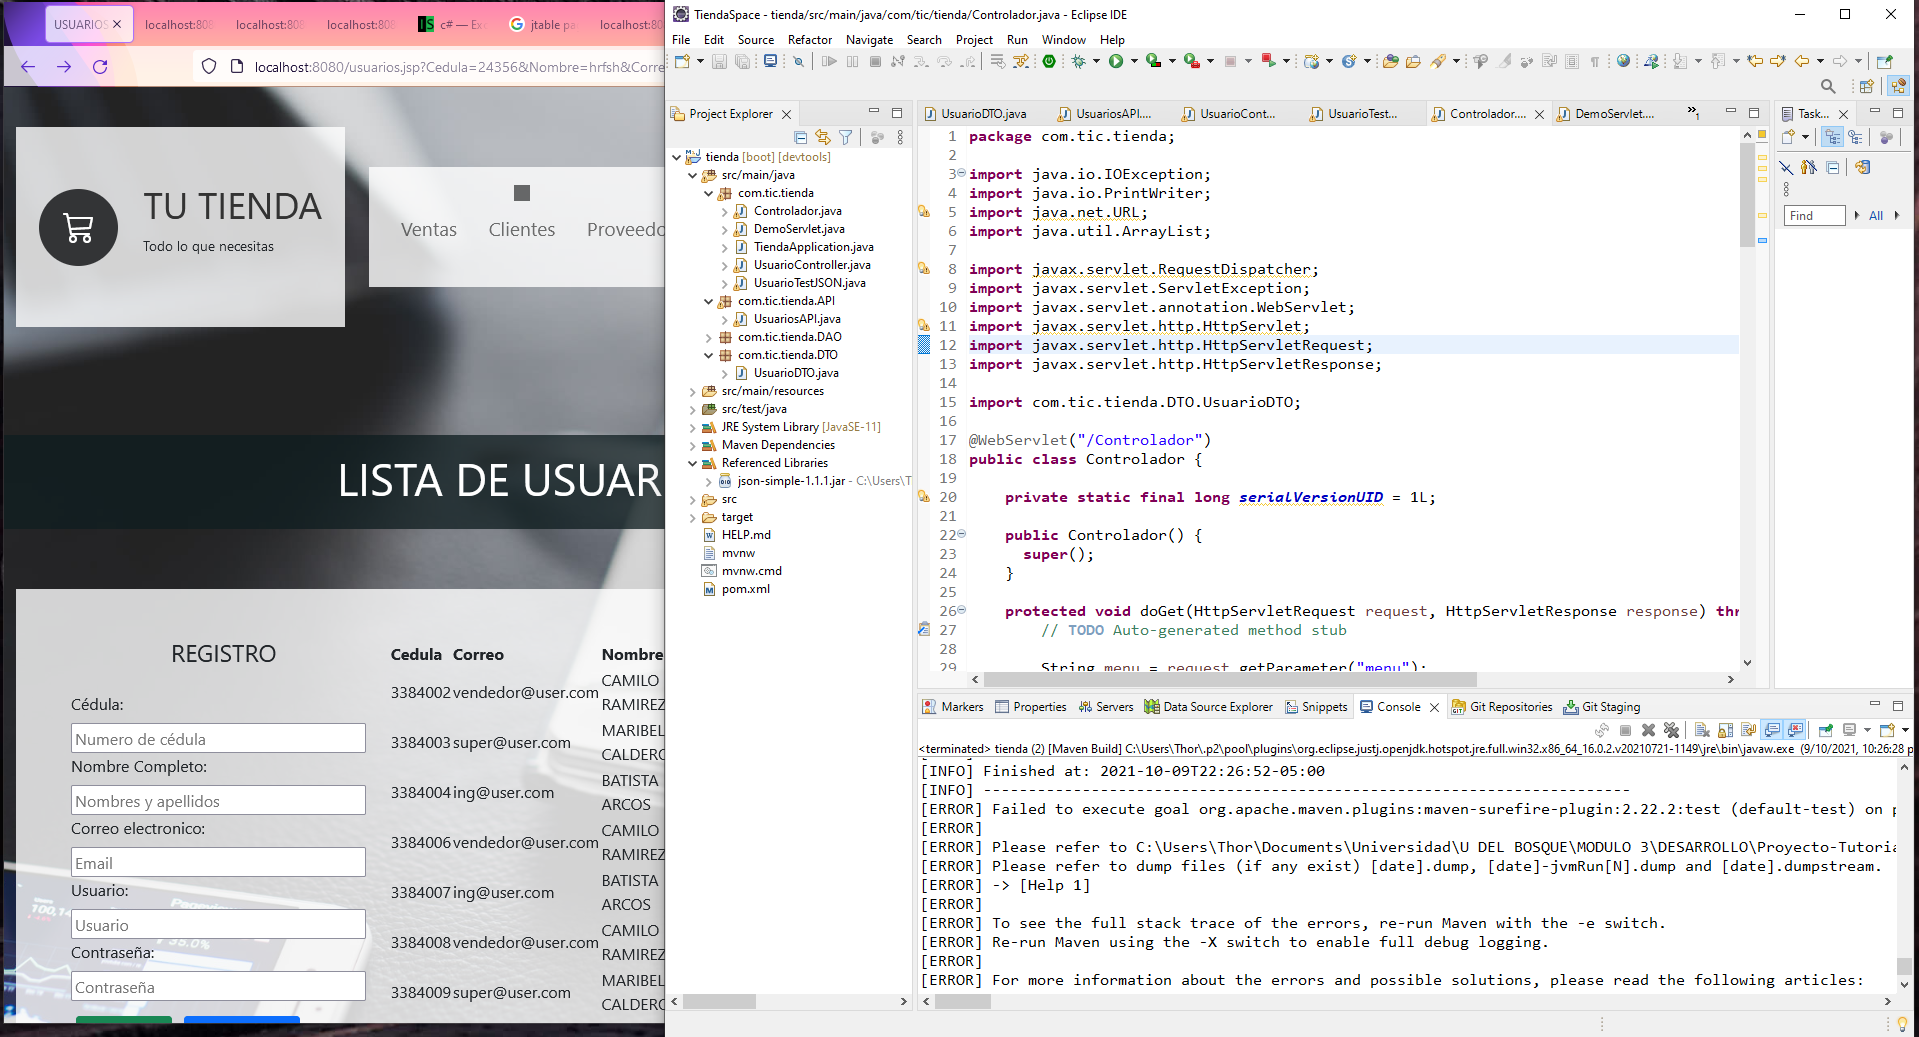 USUARIOS
localhost:808
localhost:808
localhost:808
c# — Ex
jtable pa
localhost:80
localhost:8080/usuarios.jsp?Cedula=24356&Nombre=hrfsh&Corre
TU TIENDA
Todo lo que necesitas
Ventas
Clientes
Proveedo
LISTA DE USUAR
REGISTRO
Cédula:
Numero de cédula
Nombre Completo:
Nombres y apellidos
Correo electronico:
Email
Usuario:
Usuario
Contraseña:
Contraseña
Cedula Correo Nombre
3384002 vendedor@user.com CAMILO
RAMIREZ
3384003 super@user.com MARIBEL
CALDERO
3384004 ing@user.com BATISTA
ARCOS
3384006 vendedor@user.com CAMILO
RAMIREZ
3384007 ing@user.com BATISTA
ARCOS
3384008 vendedor@user.com CAMILO
RAMIREZ
3384009 super@user.com MARIBEL
CALDERO
TiendaSpace - tienda/src/main/java/com/tic/tienda/Controlador.java - Eclipse IDE
File Edit Source Refactor Navigate Search Project Run Window Help
Project Explorer
tienda [boot] [devtools]
src/main/java
com.tic.tienda
Controlador.java
DemoServlet.java
TiendaApplication.java
UsuarioController.java
UsuarioTestJSON.java
com.tic.tienda.API
UsuariosAPI.java
com.tic.tienda.DAO
com.tic.tienda.DTO
UsuarioDTO.java
src/main/resources
src/test/java
JRE System Library [JavaSE-11]
Maven Dependencies
Referenced Libraries
json-simple-1.1.1.jar - C:\Users\T
src
target
HELP.md
mvnw
mvnw.cmd
pom.xml
UsuarioDTO.java UsuariosAPI.... UsuarioCont... UsuarioTest... Controlador.... DemoServlet.... »1
1 package com.tic.tienda;
2
3 import java.io.IOException;
4 import java.io.PrintWriter;
5 import java.net.URL;
6 import java.util.ArrayList;
7
8 import javax.servlet.RequestDispatcher;
9 import javax.servlet.ServletException;
10 import javax.servlet.annotation.WebServlet;
11 import javax.servlet.http.HttpServlet;
12 import javax.servlet.http.HttpServletRequest;
13 import javax.servlet.http.HttpServletResponse;
14
15 import com.tic.tienda.DTO.UsuarioDTO;
16
17 @WebServlet("/Controlador")
18 public class Controlador {
19
20 private static final long serialVersionUID = 1L;
21
22 public Controlador() {
23 super();
24 }
25
26 protected void doGet(HttpServletRequest request, HttpServletResponse response) thr
27 // TODO Auto-generated method stub
28
29 String menu = request.getParameter("menu");
Task...
Find All
Markers Properties Servers Data Source Explorer Snippets Console Git Repositories Git Staging
<terminated> tienda (2) [Maven Build] C:\Users\Thor\.p2\pool\plugins\org.eclipse.justj.openjdk.hotspot.jre.full.win32.x86_64_16.0.2.v20210721-1149\jre\bin\javaw.exe (9/10/2021, 10:26:28 p
[INFO] Finished at: 2021-10-09T22:26:52-05:00
[INFO] ------------------------------------------------------------------------
[ERROR] Failed to execute goal org.apache.maven.plugins:maven-surefire-plugin:2.22.2:test (default-test) on p
[ERROR]
[ERROR] Please refer to C:\Users\Thor\Documents\Universidad\U DEL BOSQUE\MODULO 3\DESARROLLO\Proyecto-Tutoria
[ERROR] Please refer to dump files (if any exist) [date].dump, [date]-jvmRun[N].dump and [date].dumpstream.
[ERROR] -> [Help 1]
[ERROR]
[ERROR] To see the full stack trace of the errors, re-run Maven with the -e switch.
[ERROR] Re-run Maven using the -X switch to enable full debug logging.
[ERROR]
[ERROR] For more information about the errors and possible solutions, please read the following articles: